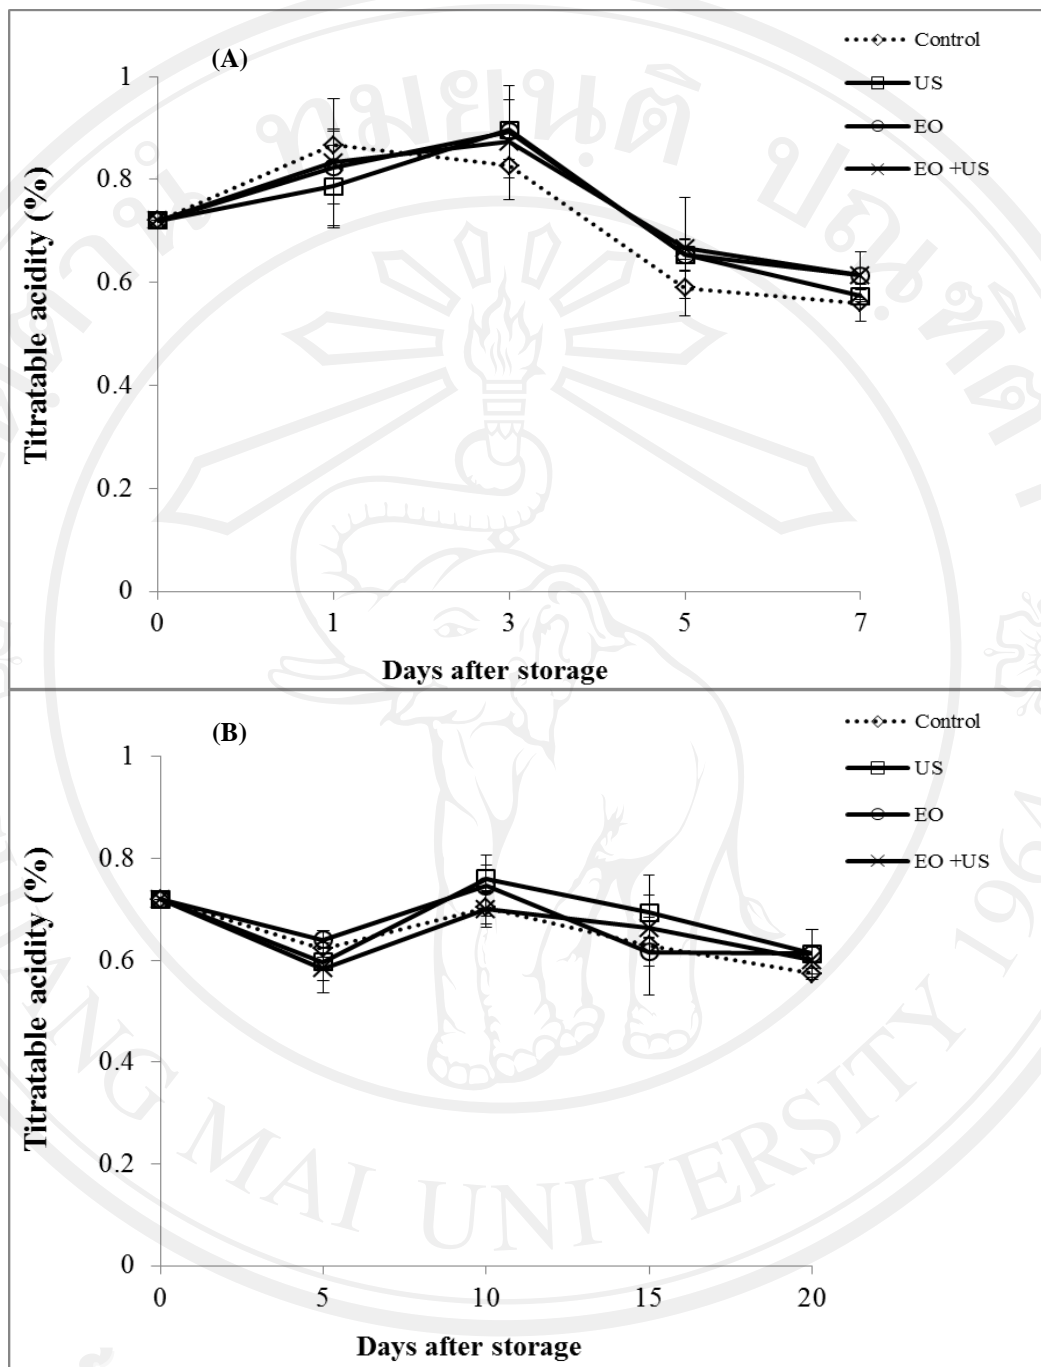 (A)
Control
US
EO
EO +US
1
0.8
0.6
0.4
0.2
0
Titratable acidity (%)
0 1 3 5 7
Days after storage
(B)
Control
US
EO
EO +US
1
0.8
0.6
0.4
0.2
0
Titratable acidity (%)
0 5 10 15 20
Days after storage
ANG MAI UNIVERSITY 1964